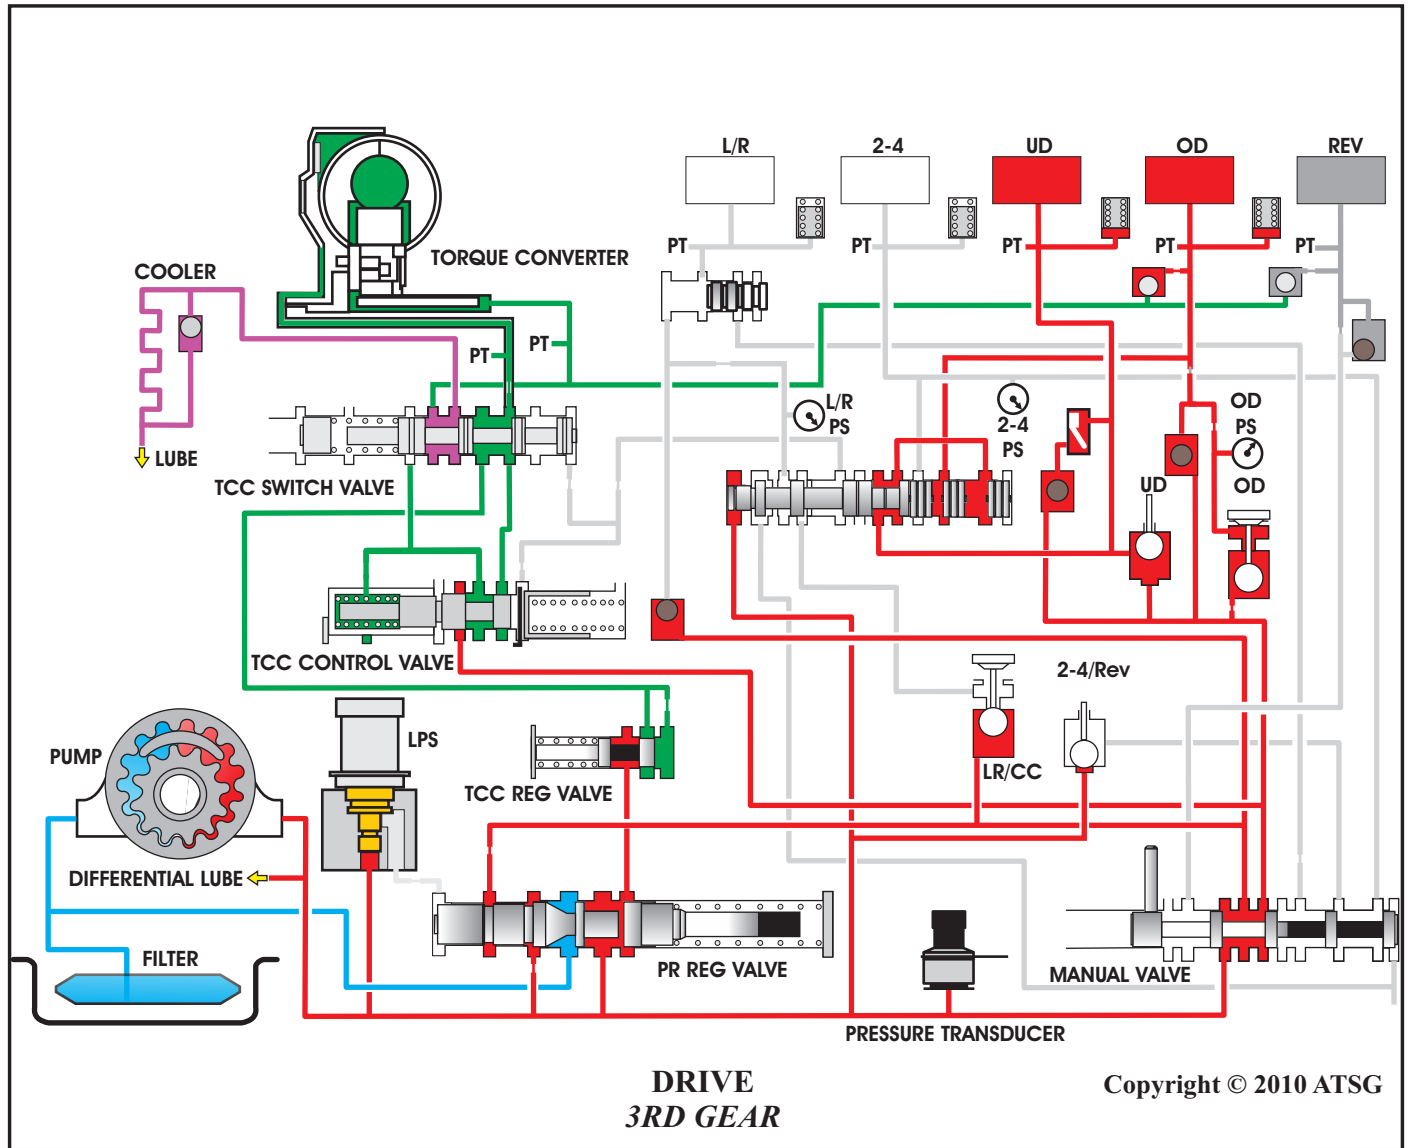 L/R
2-4
UD
OD
REV
PT
PT
PT
PT
PT
TORQUE CONVERTER
COOLER
PT
PT
L/R
PS
2-4
PS
OD
PS
LUBE
TCC SWITCH VALVE
UD
OD
TCC CONTROL VALVE
2-4/Rev
PUMP
LPS
LR/CC
TCC REG VALVE
DIFFERENTIAL LUBE
FILTER
PR REG VALVE
MANUAL VALVE
PRESSURE TRANSDUCER
DRIVE
3RD GEAR
Copyright © 2010 ATSG